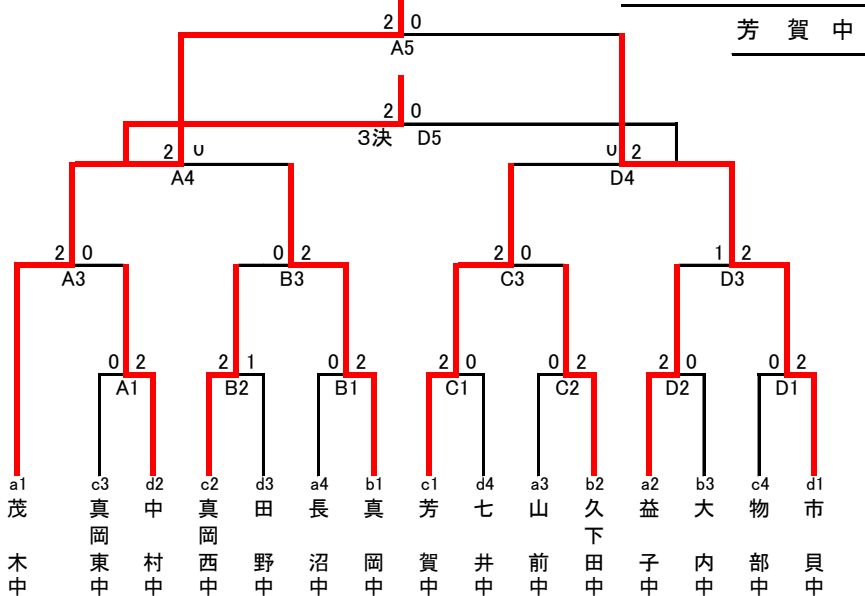 2 0
芳 賀 中
A5
2 0
3決 D5
2 0
0 2
A4
D4
2 0
0 2
2 0
1 2
A3
B3
C3
D3
0 2
2 1
0 2
2 0
0 2
2 0
0 2
A1
B2
B1
C1
C2
D2
D1
a1
c3
d2
c2
d3
a4
b1
c1
d4
a3
b2
a2
b3
c4
d1
茂木中
真岡東中
中村中
真岡西中
田野中
長沼中
真岡中
芳賀中
七井中
山前中
久下田中
益子中
大内中
物部中
市貝中